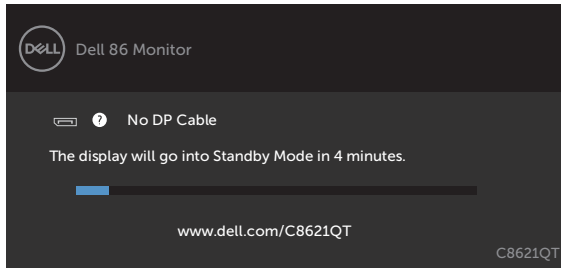 DELL Dell 86 Monitor
? No DP Cable
The display will go into Standby Mode in 4 minutes.
www.dell.com/C8621QT
C8621QT